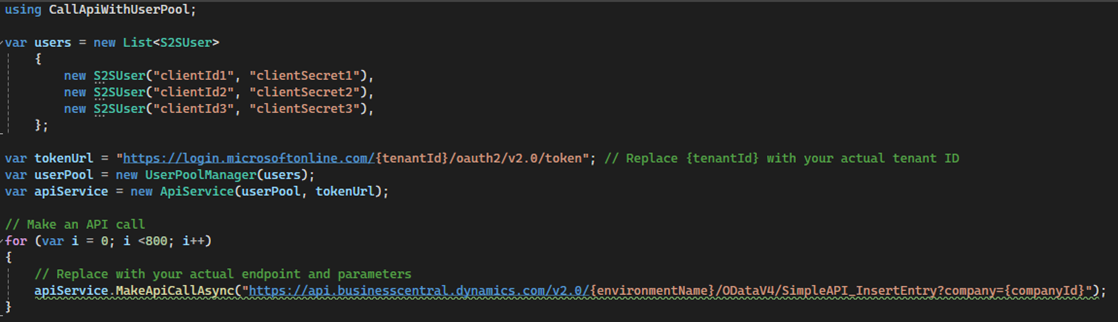 using CallApiWithUserPool;
var users = new List<S2SUser>
{
new S2SUser("clientId1", "clientSecret1"),
new S2SUser("clientId2", "clientSecret2"),
new S2SUser("clientId3", "clientSecret3"),
};
var tokenUrl = "https://login.microsoftonline.com/{tenantId}/oauth2/v2.0/token"; // Replace {tenantId} with your actual tenant ID
var userPool = new UserPoolManager(users);
var apiService = new ApiService(userPool, tokenUrl);
// Make an API call
for (var i = 0; i <800; i++)
{
// Replace with your actual endpoint and parameters
apiService.MakeApiCallAsync("https://api.businesscentral.dynamics.com/v2.0/{environmentName}/ODataV4/SimpleAPI_InsertEntry?company={companyId}");
}